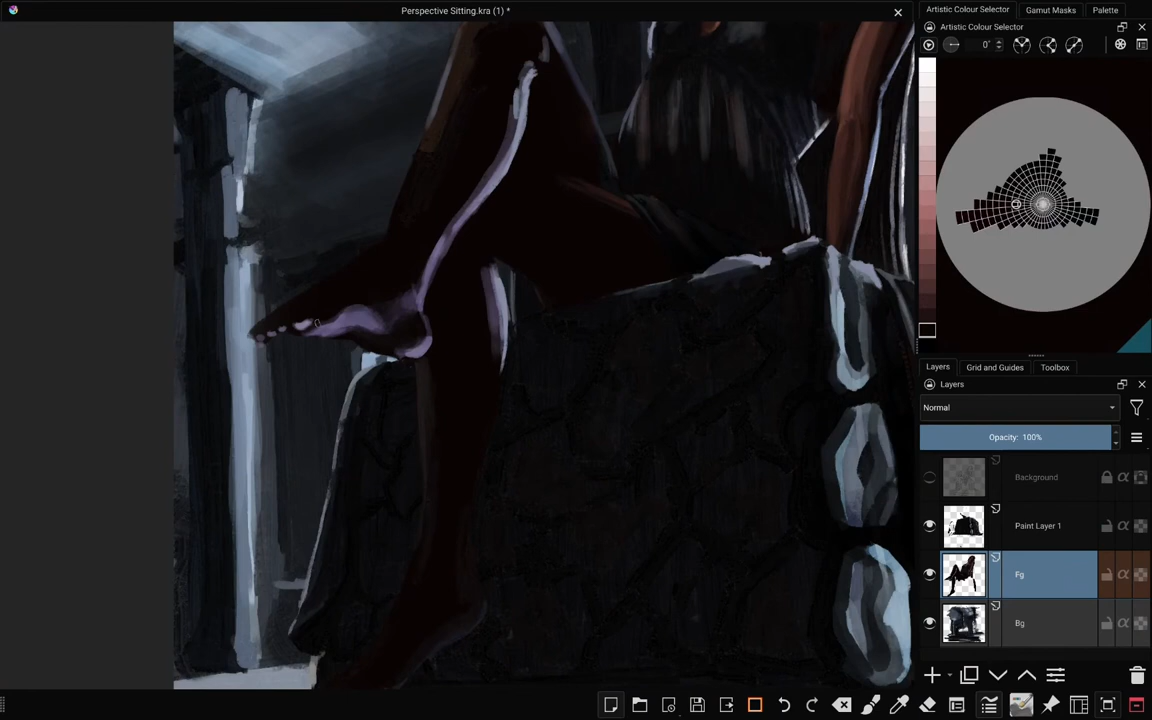 Perspective Sitting.kra (1) *
Artistic Colour Selector
Gamut Masks
Palette
Artistic Colour Selector
0°
Layers
Grid and Guides
Toolbox
Layers
Normal
Opacity: 100%
Background
Paint Layer 1
Fg
Bg